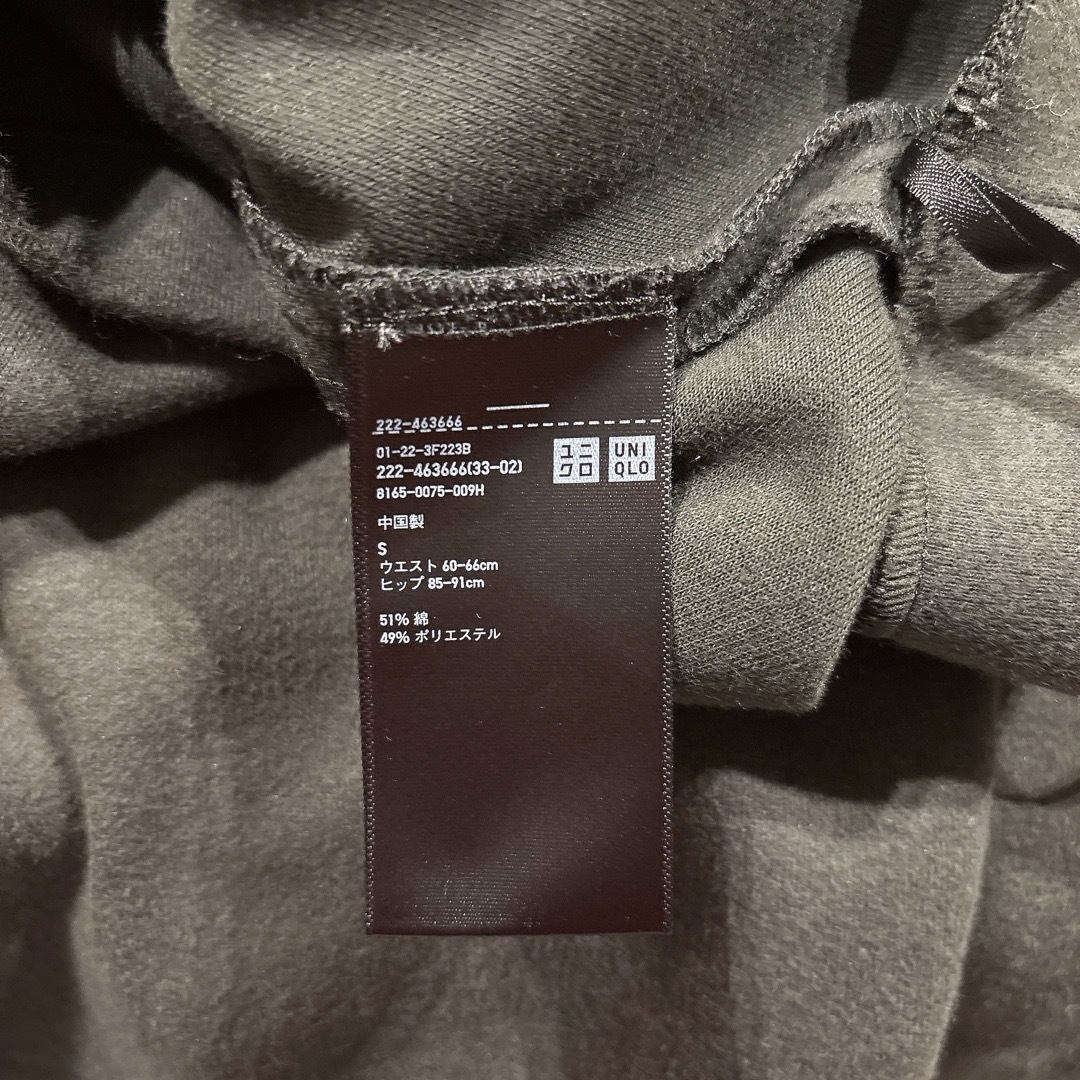 222-463666
01-22-3F223B
222-463666(33-02)
8165-0075-009H
ユニ
クロ
UNI
QLO
中国製
S
ウエスト 60-66cm
ヒップ 85-91cm
51% 綿
49% ポリエステル